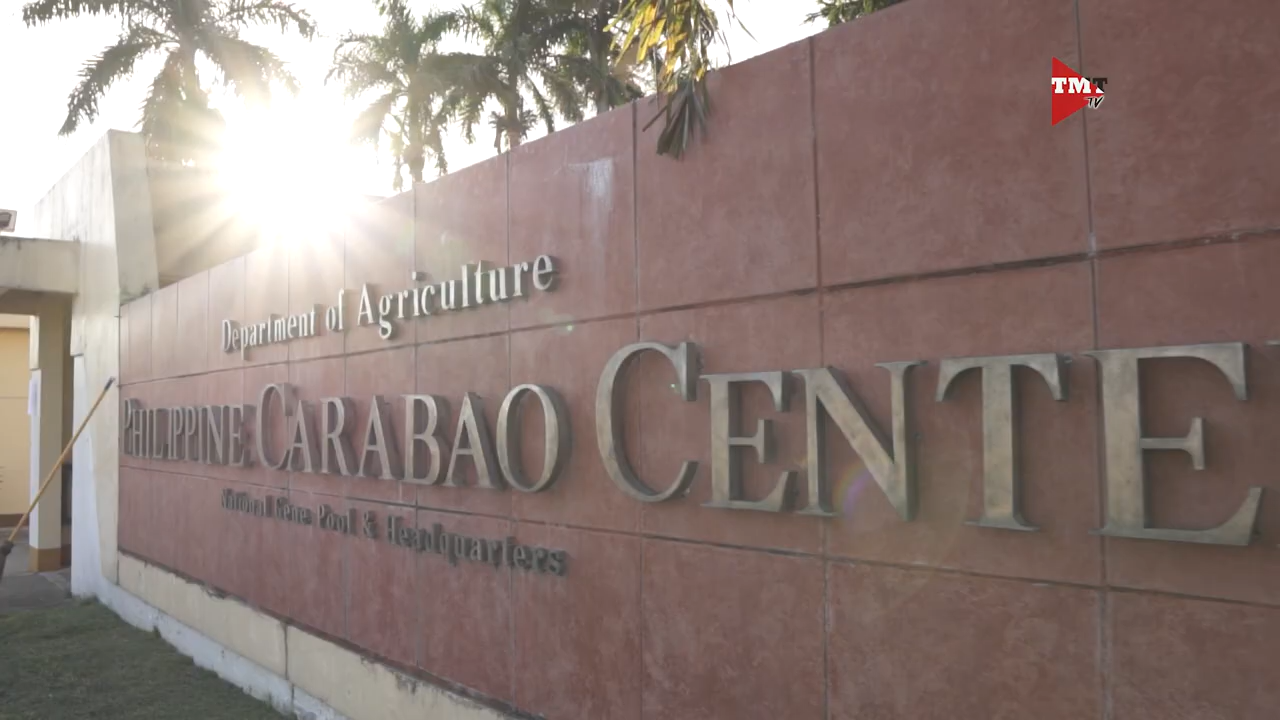 TMT
TV
Department of Agriculture
PHILIPPINE CARABAO CENTE
National Gene Pool & Headquarters